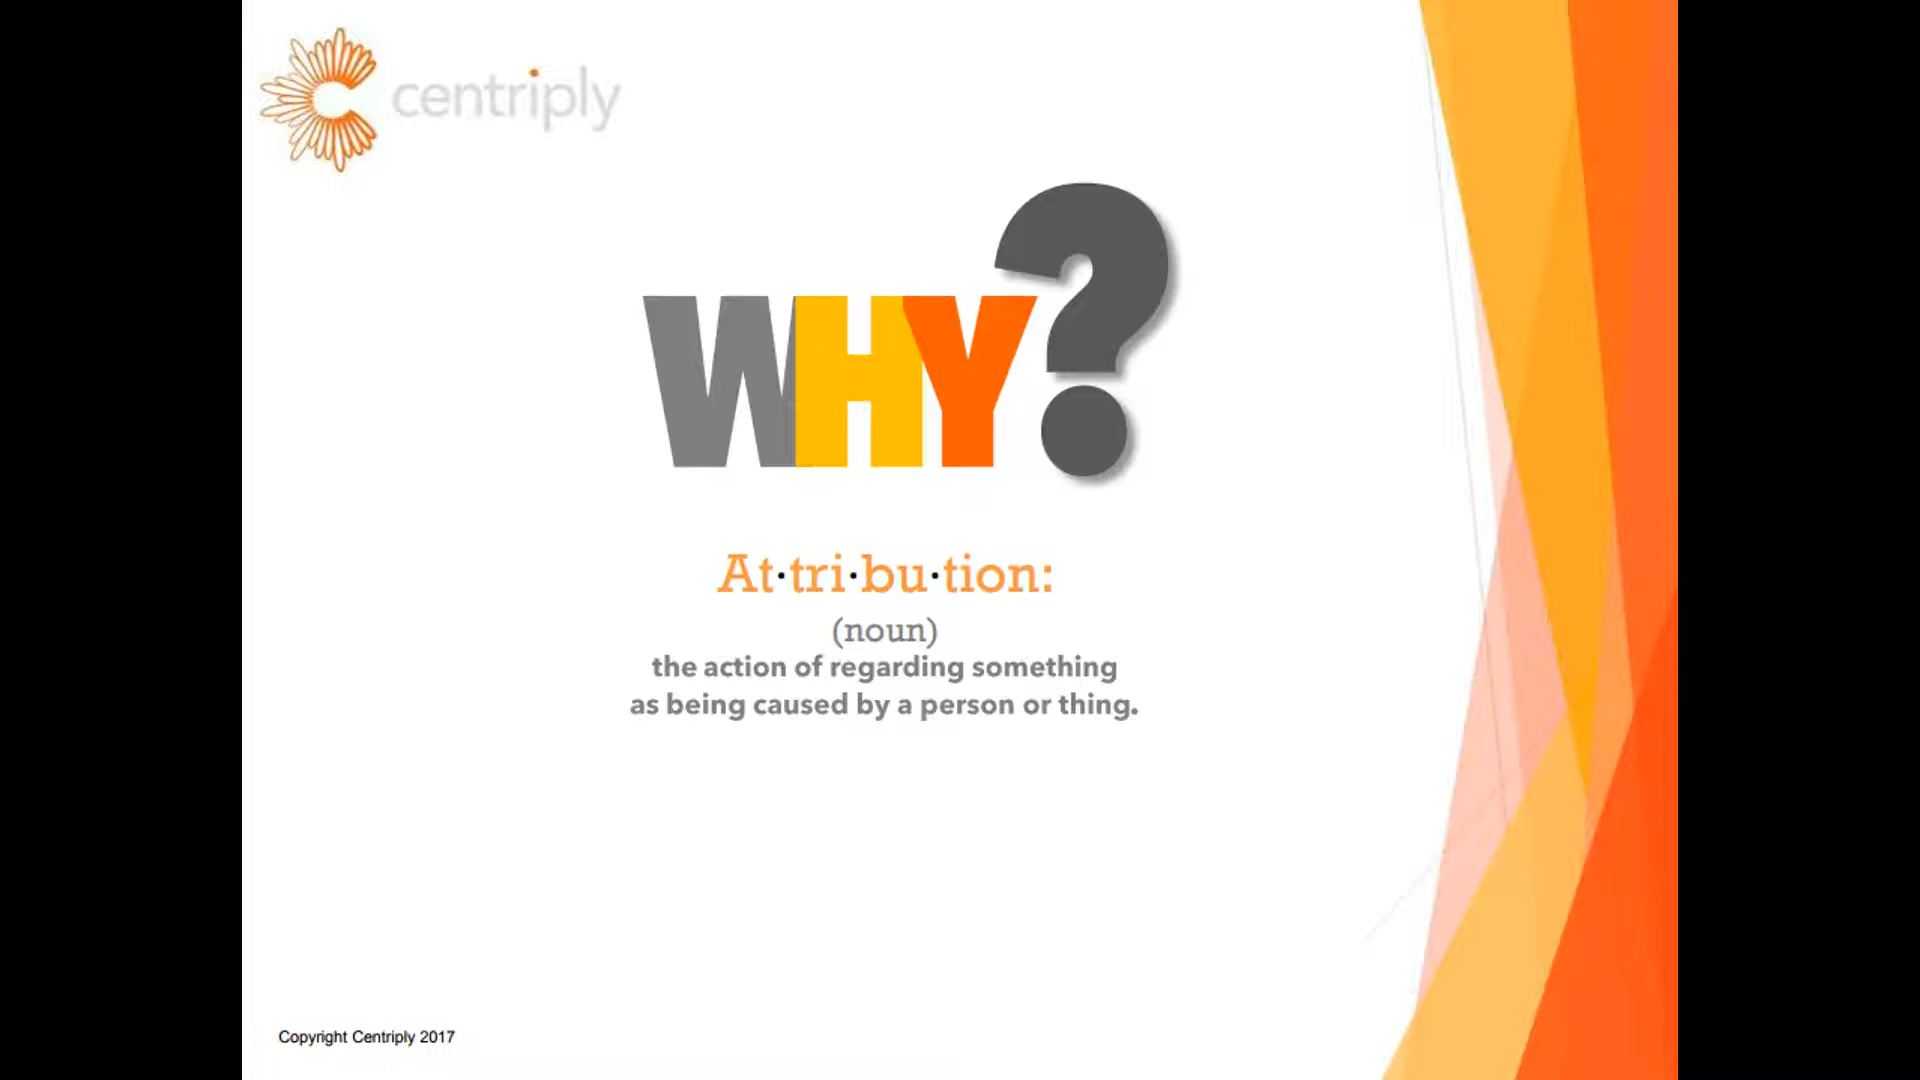 centriply
WHY?
At·tri·bu·tion:
(noun)
the action of regarding something
as being caused by a person or thing.
Copyright Centriply 2017